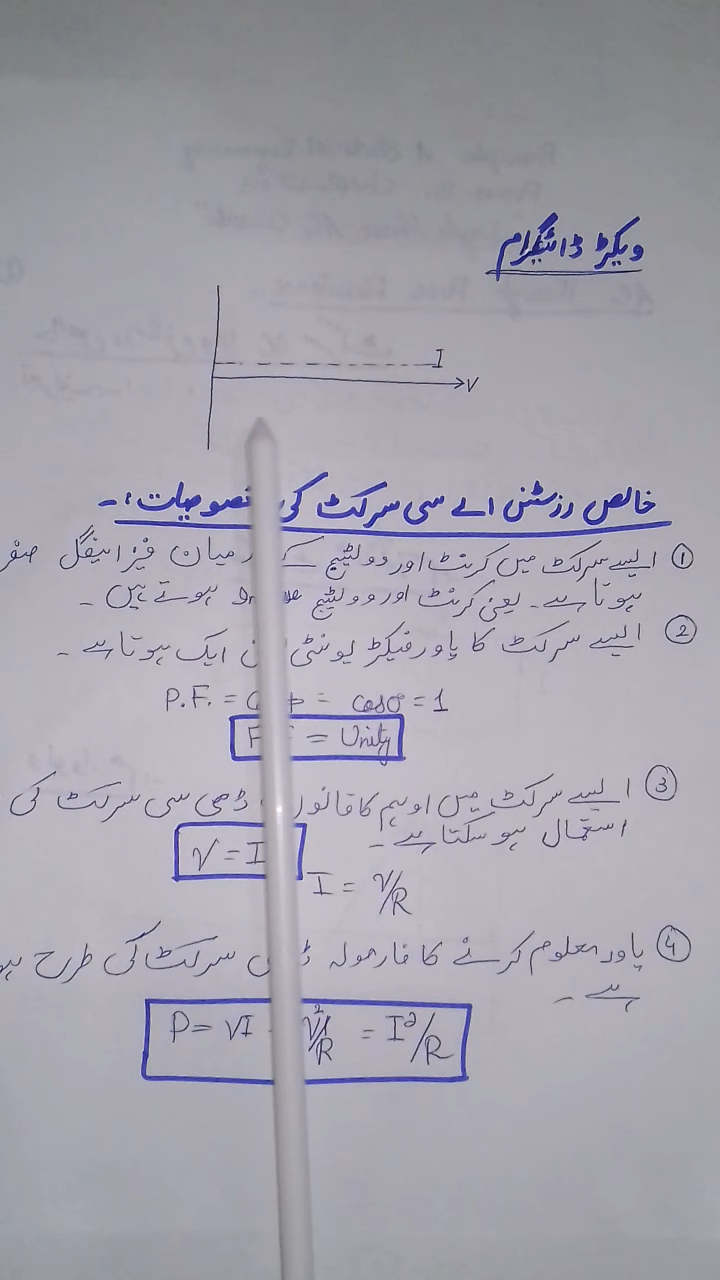 ویکٹر ڈائیگرام
I
V
خالص رزسٹنس اے سی سرکٹ کی خصوصیات:-
① ایسے سرکٹ میں کرنٹ اور وولٹیج کے درمیان فیز اینگل صفر
ہوتا ہے۔ یعنی کرنٹ اور وولٹیج ہوتے ہیں ۔
② ایسے سرکٹ کا پاور فیکٹر یونٹی ایک ہوتا ہے ۔
P.F. = = cos0° = 1
= Unity
③ ایسے سرکٹ میں اوہم کا قانون ڈی سی سرکٹ کی
استعمال ہو سکتا ہے ۔
V = I
I = V/R
④ پاور معلوم کرنے کا فارمولہ سرکٹ کی طرح
ہے ۔
P = VI V²/R = I²/R